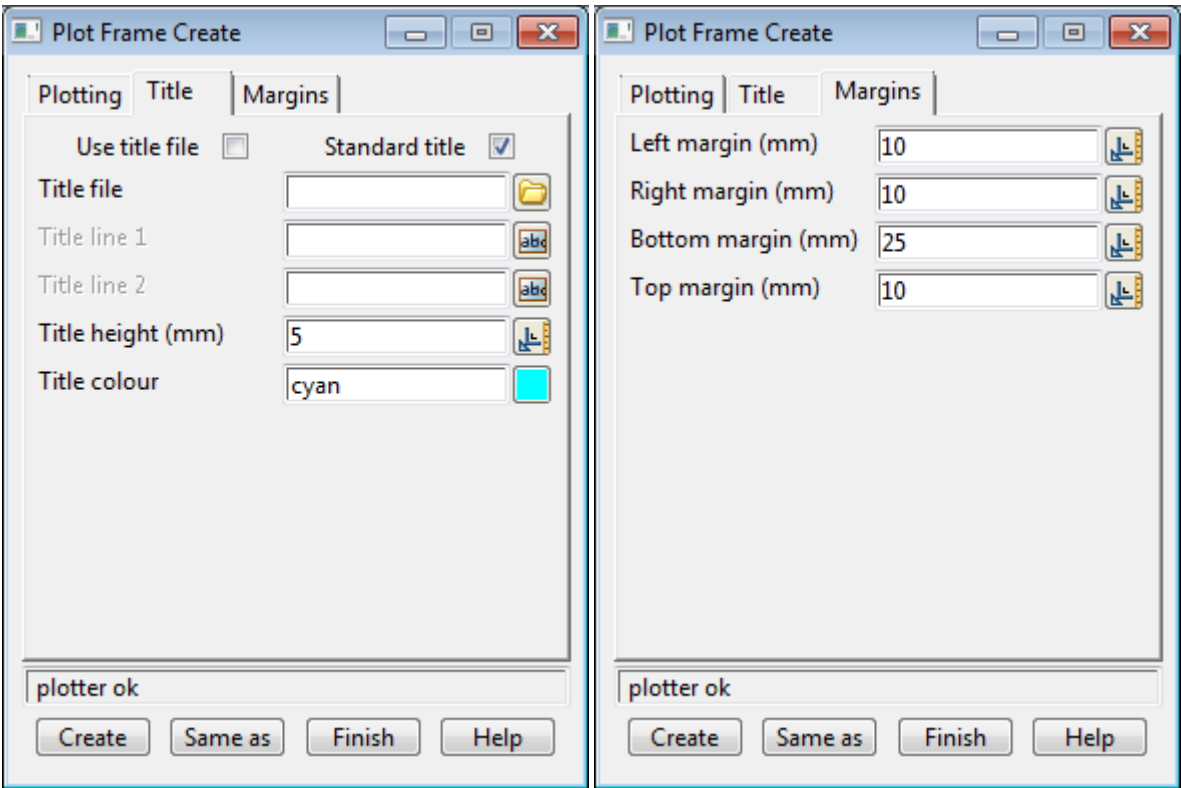 Plot Frame Create
Plotting Title Margins
Use title file Standard title
Title file
Title line 1 abc
Title line 2 abc
Title height (mm) 5
Title colour cyan
plotter ok
Create Same as Finish Help
Plot Frame Create
Plotting Title Margins
Left margin (mm) 10
Right margin (mm) 10
Bottom margin (mm) 25
Top margin (mm) 10
plotter ok
Create Same as Finish Help